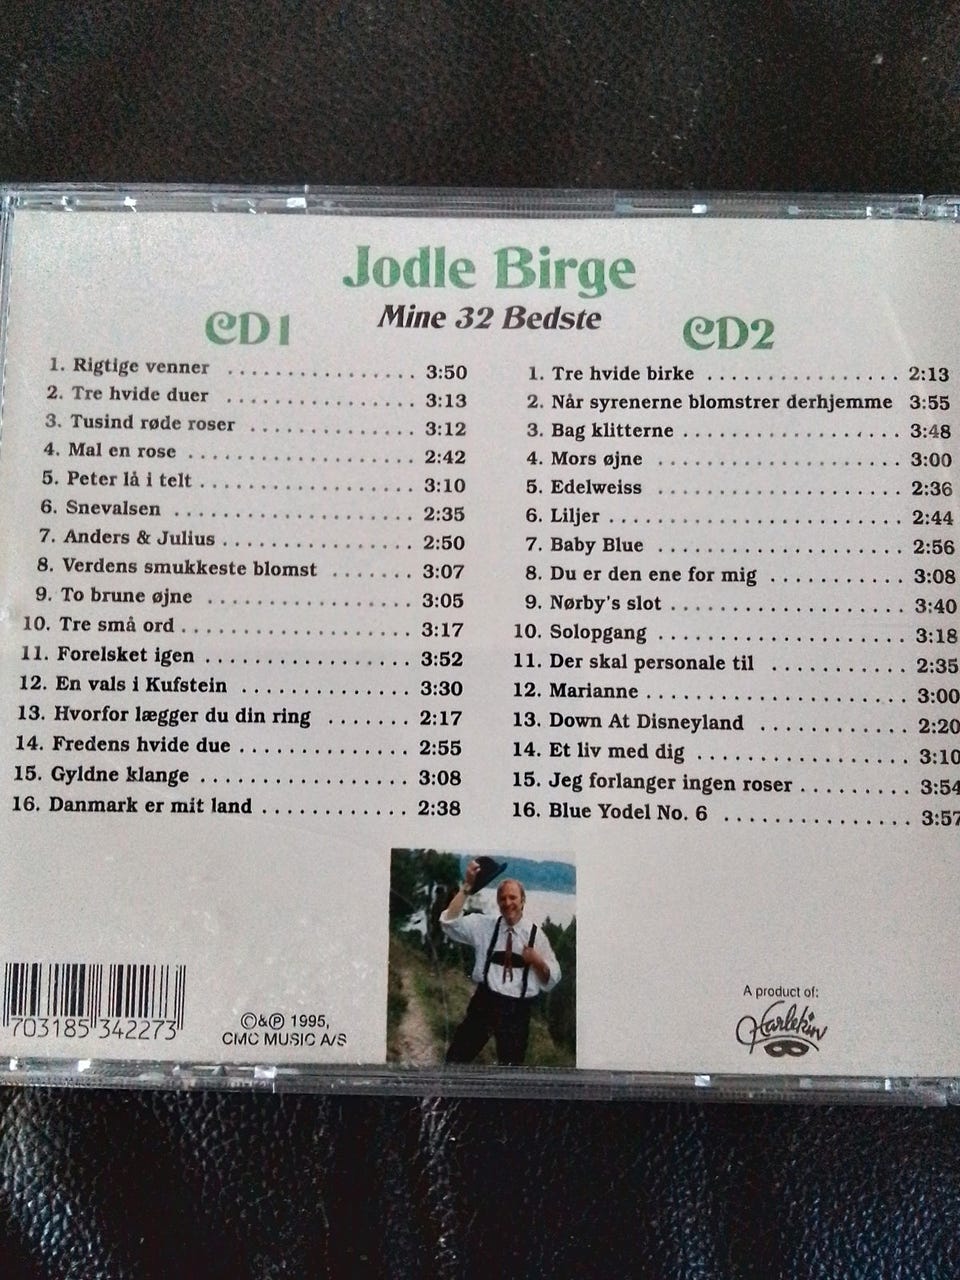 Jodle Birge
Mine 32 Bedste
CD1
1. Rigtige venner ................ 3:50
2. Tre hvide duer ................ 3:13
3. Tusind røde roser .............. 3:12
4. Mal en rose ................... 2:42
5. Peter lå i telt .................. 3:10
6. Snevalsen .................... 2:35
7. Anders & Julius ................ 2:50
8. Verdens smukkeste blomst ....... 3:07
9. To brune øjne ................. 3:05
10. Tre små ord ................... 3:17
11. Forelsket igen ................. 3:52
12. En vals i Kufstein .............. 3:30
13. Hvorfor lægger du din ring ....... 2:17
14. Fredens hvide due .............. 2:55
15. Gyldne klange ................. 3:08
16. Danmark er mit land ............ 2:38
CD2
1. Tre hvide birke ................ 2:13
2. Når syrenerne blomstrer derhjemme 3:55
3. Bag klitterne .................. 3:48
4. Mors øjne .................... 3:00
5. Edelweiss .................... 2:36
6. Liljer ........................ 2:44
7. Baby Blue .................... 2:56
8. Du er den ene for mig ........... 3:08
9. Nørby's slot ................... 3:40
10. Solopgang .................... 3:18
11. Der skal personale til ........... 2:35
12. Marianne ..................... 3:00
13. Down At Disneyland ............ 2:20
14. Et liv med dig ................. 3:10
15. Jeg forlanger ingen roser ......... 3:54
16. Blue Yodel No. 6 ............... 3:57
703185 342273
©&℗ 1995,
CMC MUSIC A/S
A product of:
Harlekin